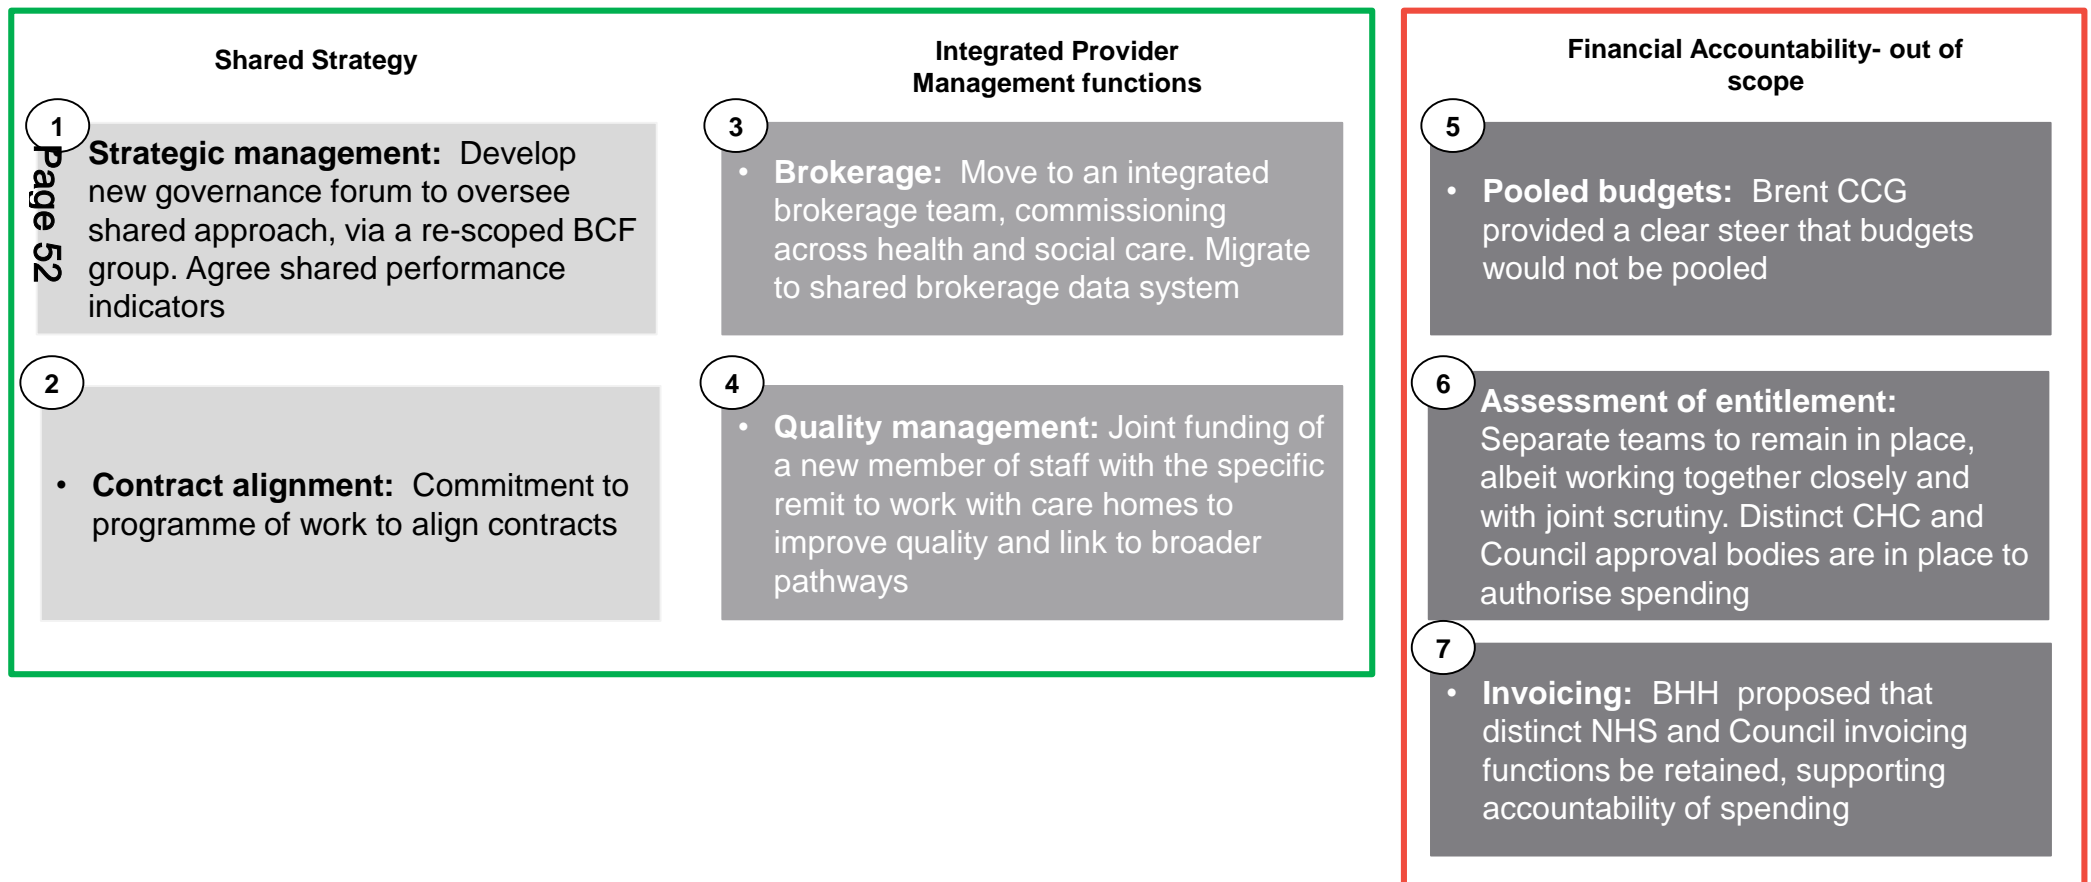 Shared Strategy
1
Strategic management: Develop
new governance forum to oversee
shared approach, via a re-scoped BCF
group. Agree shared performance
indicators
Page 52
2
• Contract alignment: Commitment to
programme of work to align contracts
Integrated Provider
Management functions
3
• Brokerage: Move to an integrated
brokerage team, commissioning
across health and social care. Migrate
to shared brokerage data system
4
• Quality management: Joint funding of
a new member of staff with the specific
remit to work with care homes to
improve quality and link to broader
pathways
Financial Accountability- out of
scope
5
• Pooled budgets: Brent CCG
provided a clear steer that budgets
would not be pooled
6
Assessment of entitlement:
Separate teams to remain in place,
albeit working together closely and
with joint scrutiny. Distinct CHC and
Council approval bodies are in place to
authorise spending
7
• Invoicing: BHH proposed that
distinct NHS and Council invoicing
functions be retained, supporting
accountability of spending